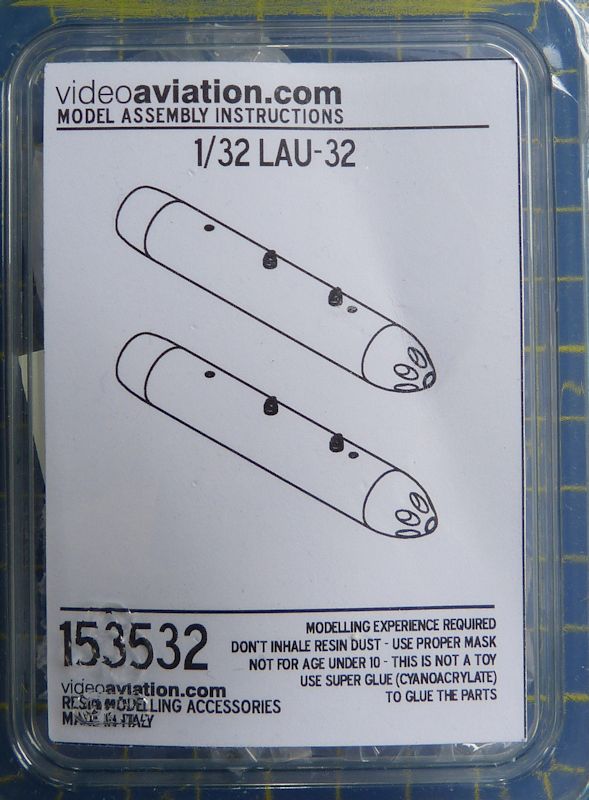 videoaviation.com
MODEL ASSEMBLY INSTRUCTIONS
1/32 LAU-32
153532
videoaviation.com
RESIN MODELLING ACCESSORIES
MADE IN ITALY
MODELLING EXPERIENCE REQUIRED
DON'T INHALE RESIN DUST - USE PROPER MASK
NOT FOR AGE UNDER 10 - THIS IS NOT A TOY
USE SUPER GLUE (CYANOACRYLATE)
TO GLUE THE PARTS